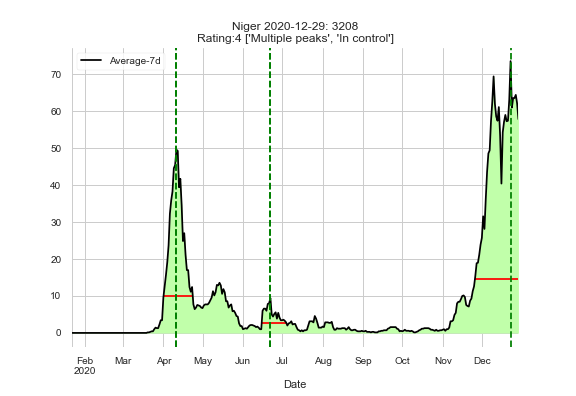 Niger 2020-12-29: 3208
Rating:4 ['Multiple peaks', 'In control']
Average-7d
70
60
50
40
30
20
10
0
Feb Mar Apr May Jun Jul Aug Sep Oct Nov Dec
2020
Date